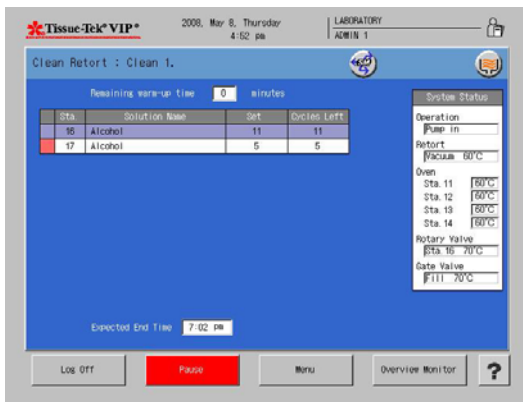 Tissue-Tek® VIP®
2008. May 8. Thursday
4:52 pm
LABORATORY
ADMIN 1
Clean Retort : Clean 1.
Remaining warm-up time 0 minutes
Sta. Solution Name Set Cycles Left
16 Alcohol 11 11
17 Alcohol 5 5
Expected End Time 7:02 pm
System Status
Operation
Pump in
Retort
Vacuum 60°C
Oven
Sta. 11 60°C
Sta. 12 60°C
Sta. 13 60°C
Sta. 14 60°C
Rotary Valve
Sta. 16 70°C
Gate Valve
Fill 70°C
Log Off
Pause
Menu
Overview Monitor
?